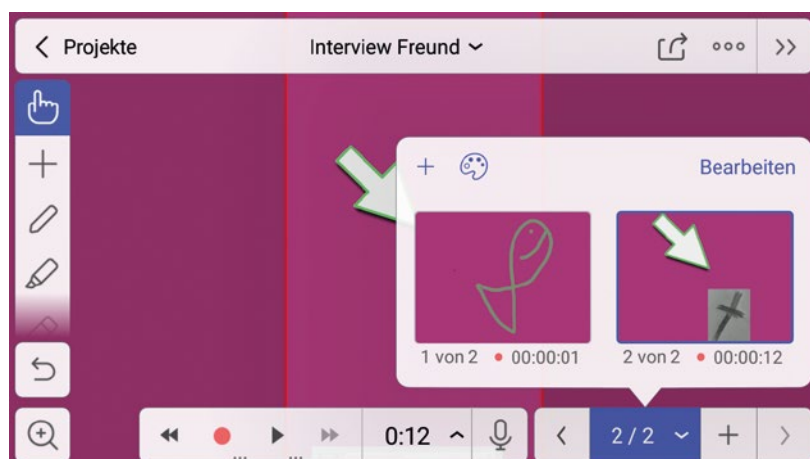 Projekte
Interview Freund
Bearbeiten
1 von 2 00:00:01
2 von 2 00:00:12
0:12
2 / 2